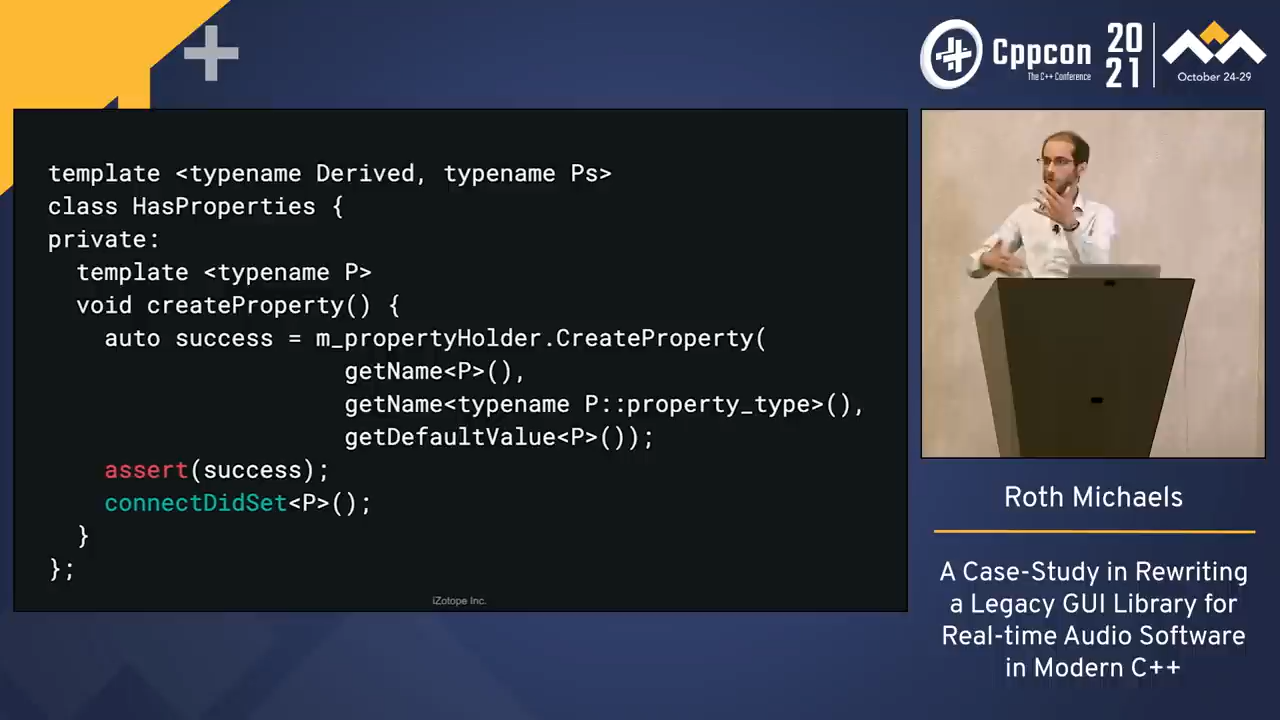 template <typename Derived, typename Ps>
class HasProperties {
private:
  template <typename P>
  void createProperty() {
    auto success = m_propertyHolder.CreateProperty(
                     getName<P>(),
                     getName<typename P::property_type>(),
                     getDefaultValue<P>());
    assert(success);
    connectDidSet<P>();
  }
};
iZotope Inc.
Cppcon
The C++ Conference
20
21
October 24-29
Roth Michaels
A Case-Study in Rewriting
a Legacy GUI Library for
Real-time Audio Software
in Modern C++